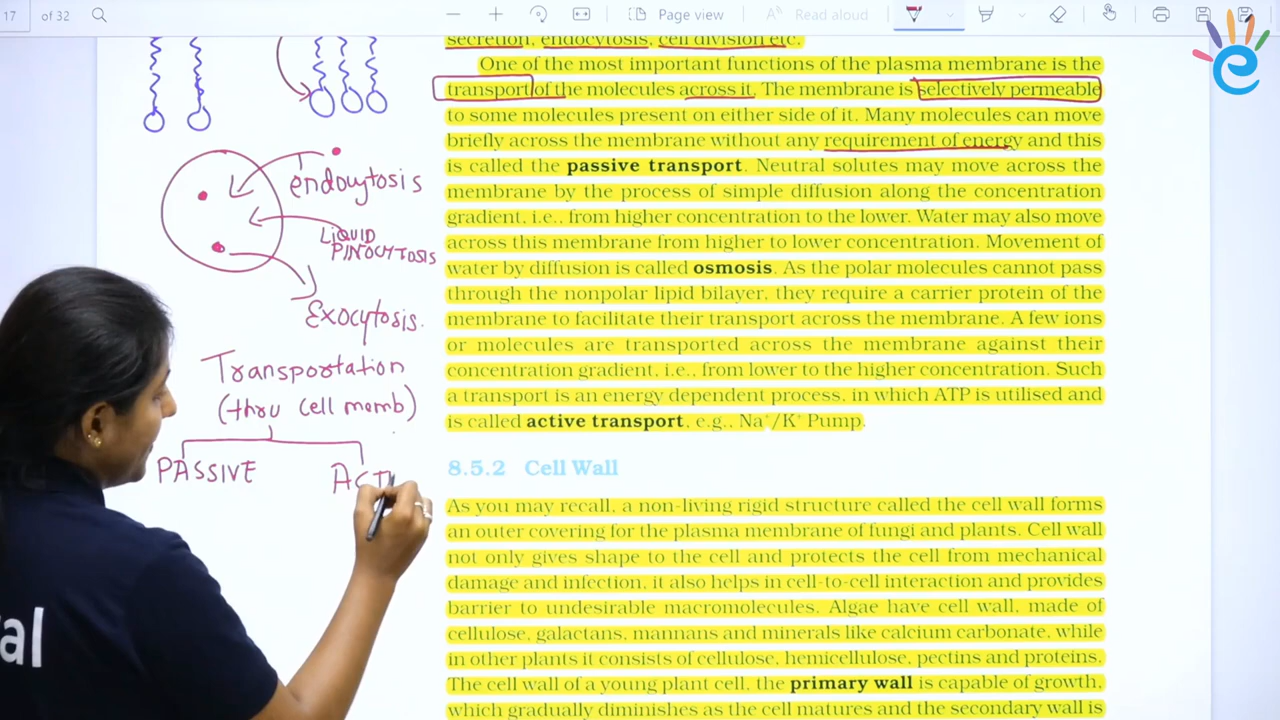 17 of 32
Page view
Read aloud
secretion, endocytosis, cell division etc.
One of the most important functions of the plasma membrane is the
transport of the molecules across it. The membrane is selectively permeable
to some molecules present on either side of it. Many molecules can move
briefly across the membrane without any requirement of energy and this
is called the passive transport. Neutral solutes may move across the
membrane by the process of simple diffusion along the concentration
gradient, i.e., from higher concentration to the lower. Water may also move
across this membrane from higher to lower concentration. Movement of
water by diffusion is called osmosis. As the polar molecules cannot pass
through the nonpolar lipid bilayer, they require a carrier protein of the
membrane to facilitate their transport across the membrane. A few ions
or molecules are transported across the membrane against their
concentration gradient, i.e., from lower to the higher concentration. Such
a transport is an energy dependent process, in which ATP is utilised and
is called active transport, e.g., Na⁺/K⁺ Pump.
8.5.2 Cell Wall
As you may recall, a non-living rigid structure called the cell wall forms
an outer covering for the plasma membrane of fungi and plants. Cell wall
not only gives shape to the cell and protects the cell from mechanical
damage and infection, it also helps in cell-to-cell interaction and provides
barrier to undesirable macromolecules. Algae have cell wall, made of
cellulose, galactans, mannans and minerals like calcium carbonate, while
in other plants it consists of cellulose, hemicellulose, pectins and proteins.
The cell wall of a young plant cell, the primary wall is capable of growth,
which gradually diminishes as the cell matures and the secondary wall is
endocytosis
LIQUID
PINOCYTOSIS
Exocytosis.
Transportation
(thru cell memb)
PASSIVE
ACTI
al
e